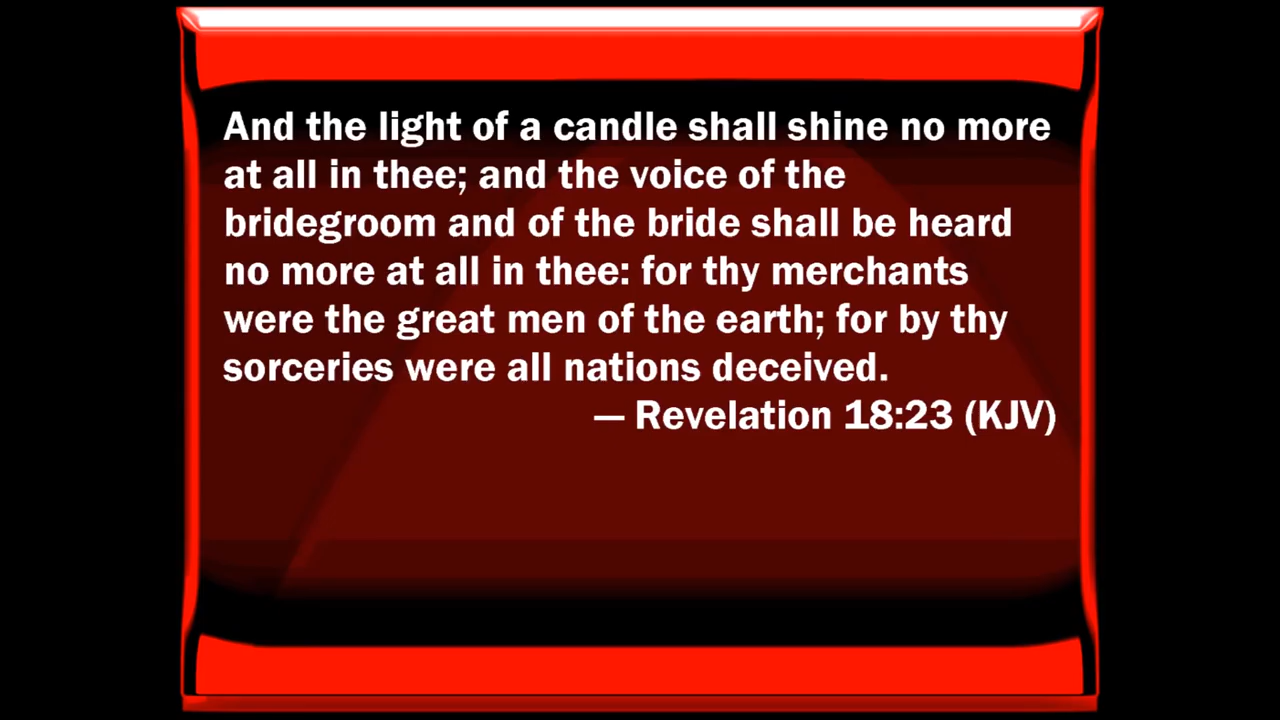 And the light of a candle shall shine no more
at all in thee; and the voice of the
bridegroom and of the bride shall be heard
no more at all in thee: for thy merchants
were the great men of the earth; for by thy
sorceries were all nations deceived.
— Revelation 18:23 (KJV)